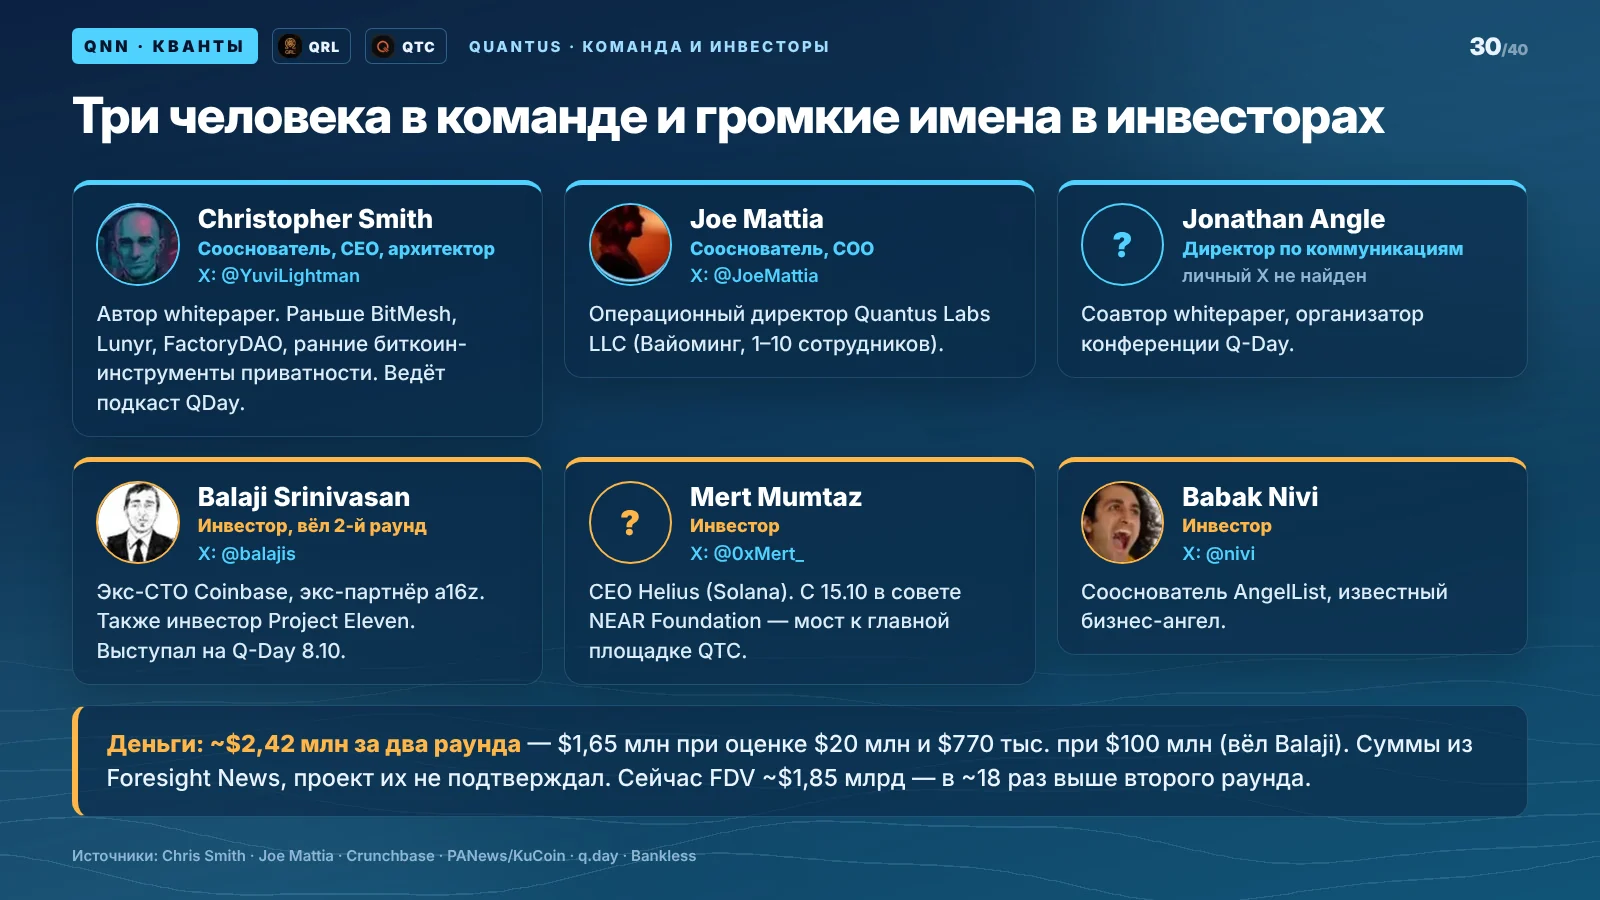 QNN · КВАНТЫ
QRL
QTC
QUANTUS · КОМАНДА И ИНВЕСТОРЫ
30/40
Три человека в команде и громкие имена в инвесторах
Christopher Smith
Сооснователь, CEO, архитектор
X: @YuviLightman
Автор whitepaper. Раньше BitMesh,
Lunyr, FactoryDAO, ранние биткоин-
инструменты приватности. Ведёт
подкаст QDay.
Joe Mattia
Сооснователь, COO
X: @JoeMattia
Операционный директор Quantus Labs
LLC (Вайоминг, 1–10 сотрудников).
?
Jonathan Angle
Директор по коммуникациям
личный X не найден
Соавтор whitepaper, организатор
конференции Q-Day.
Balaji Srinivasan
Инвестор, вёл 2-й раунд
X: @balajis
Экс-CTO Coinbase, экс-партнёр a16z.
Также инвестор Project Eleven.
Выступал на Q-Day 8.10.
?
Mert Mumtaz
Инвестор
X: @0xMert_
CEO Helius (Solana). С 15.10 в совете
NEAR Foundation — мост к главной
площадке QTC.
Babak Nivi
Инвестор
X: @nivi
Сооснователь AngelList, известный
бизнес-ангел.
Деньги: ~$2,42 млн за два раунда — $1,65 млн при оценке $20 млн и $770 тыс. при $100 млн (вёл Balaji). Суммы из
Foresight News, проект их не подтверждал. Сейчас FDV ~$1,85 млрд — в ~18 раз выше второго раунда.
Источники: Chris Smith · Joe Mattia · Crunchbase · PANews/KuCoin · q.day · Bankless